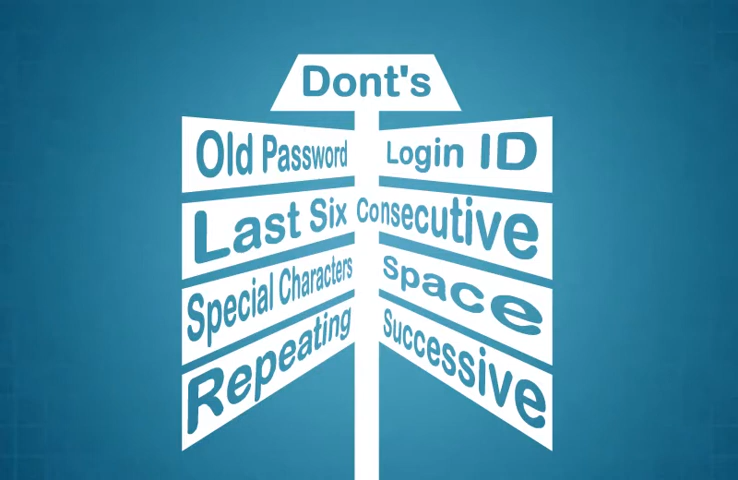 Dont's
Old Password
Login ID
Last Six
Consecutive
Special Characters
Space
Repeating
Successive